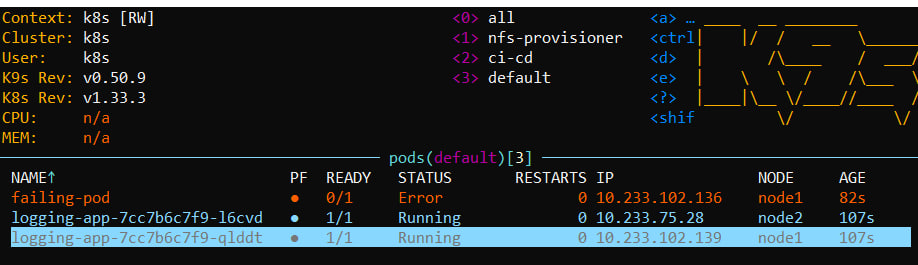 Context: k8s [RW] <0> all <a> …
Cluster: k8s <1> nfs-provisioner <ctrl
User: k8s <2> ci-cd <d>
K9s Rev: v0.50.9 <3> default <e>
K8s Rev: v1.33.3 <?>
CPU: n/a <shif
MEM: n/a
pods(default)[3]
NAME↑ PF READY STATUS RESTARTS IP NODE AGE
failing-pod ● 0/1 Error 0 10.233.102.136 node1 82s
logging-app-7cc7b6c7f9-l6cvd ● 1/1 Running 0 10.233.75.28 node2 107s
logging-app-7cc7b6c7f9-qlddt ● 1/1 Running 0 10.233.102.139 node1 107s